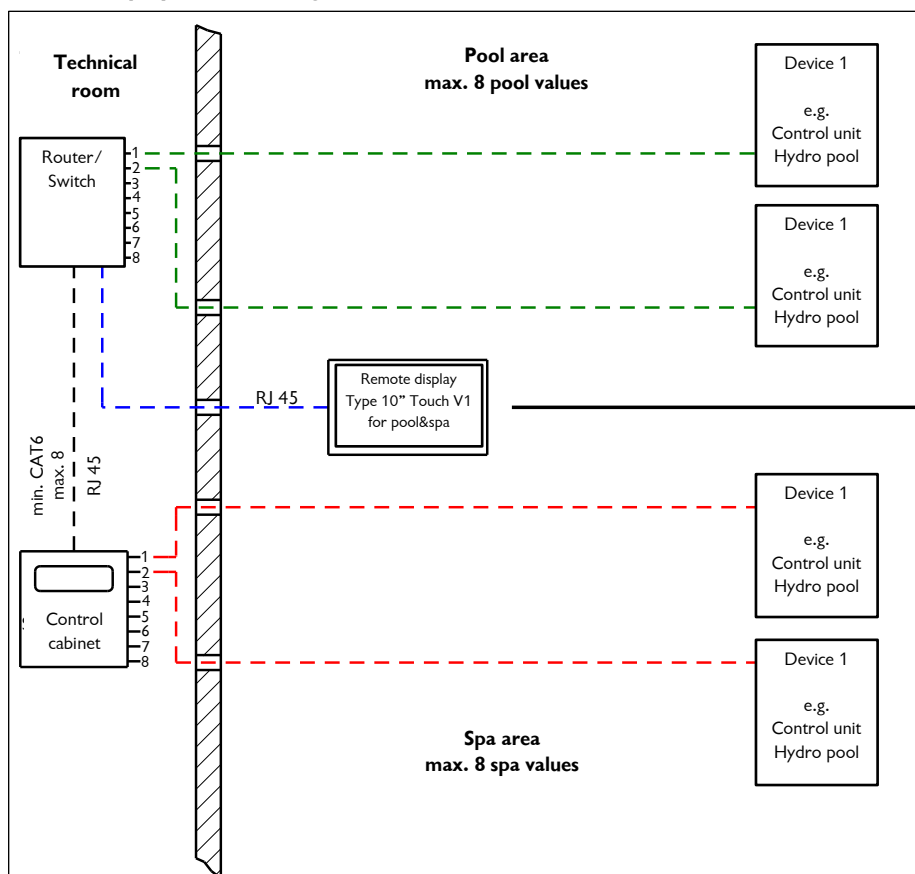 Technical
room
Pool area
max. 8 pool values
Device 1
e.g.
Control unit
Hydro pool
Router/
Switch
1
2
3
4
5
6
7
8
Device 1
e.g.
Control unit
Hydro pool
RJ 45
Remote display
Type 10” Touch V1
for pool&spa
min. CAT6
max. 8
RJ 45
Device 1
e.g.
Control unit
Hydro pool
Control
cabinet
1
2
3
4
5
6
7
8
Device 1
e.g.
Control unit
Hydro pool
Spa area
max. 8 spa values